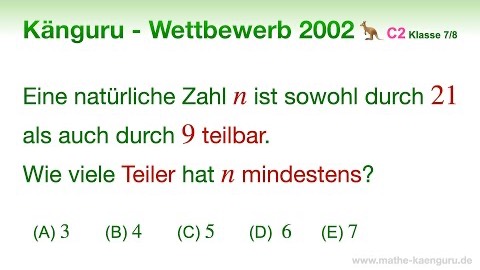 Känguru - Wettbewerb 2002 🦘 C2 Klasse 7/8
Eine natürliche Zahl n ist sowohl durch 21
als auch durch 9 teilbar.
Wie viele Teiler hat n mindestens?
(A) 3 (B) 4 (C) 5 (D) 6 (E) 7
www.mathe-kaenguru.de